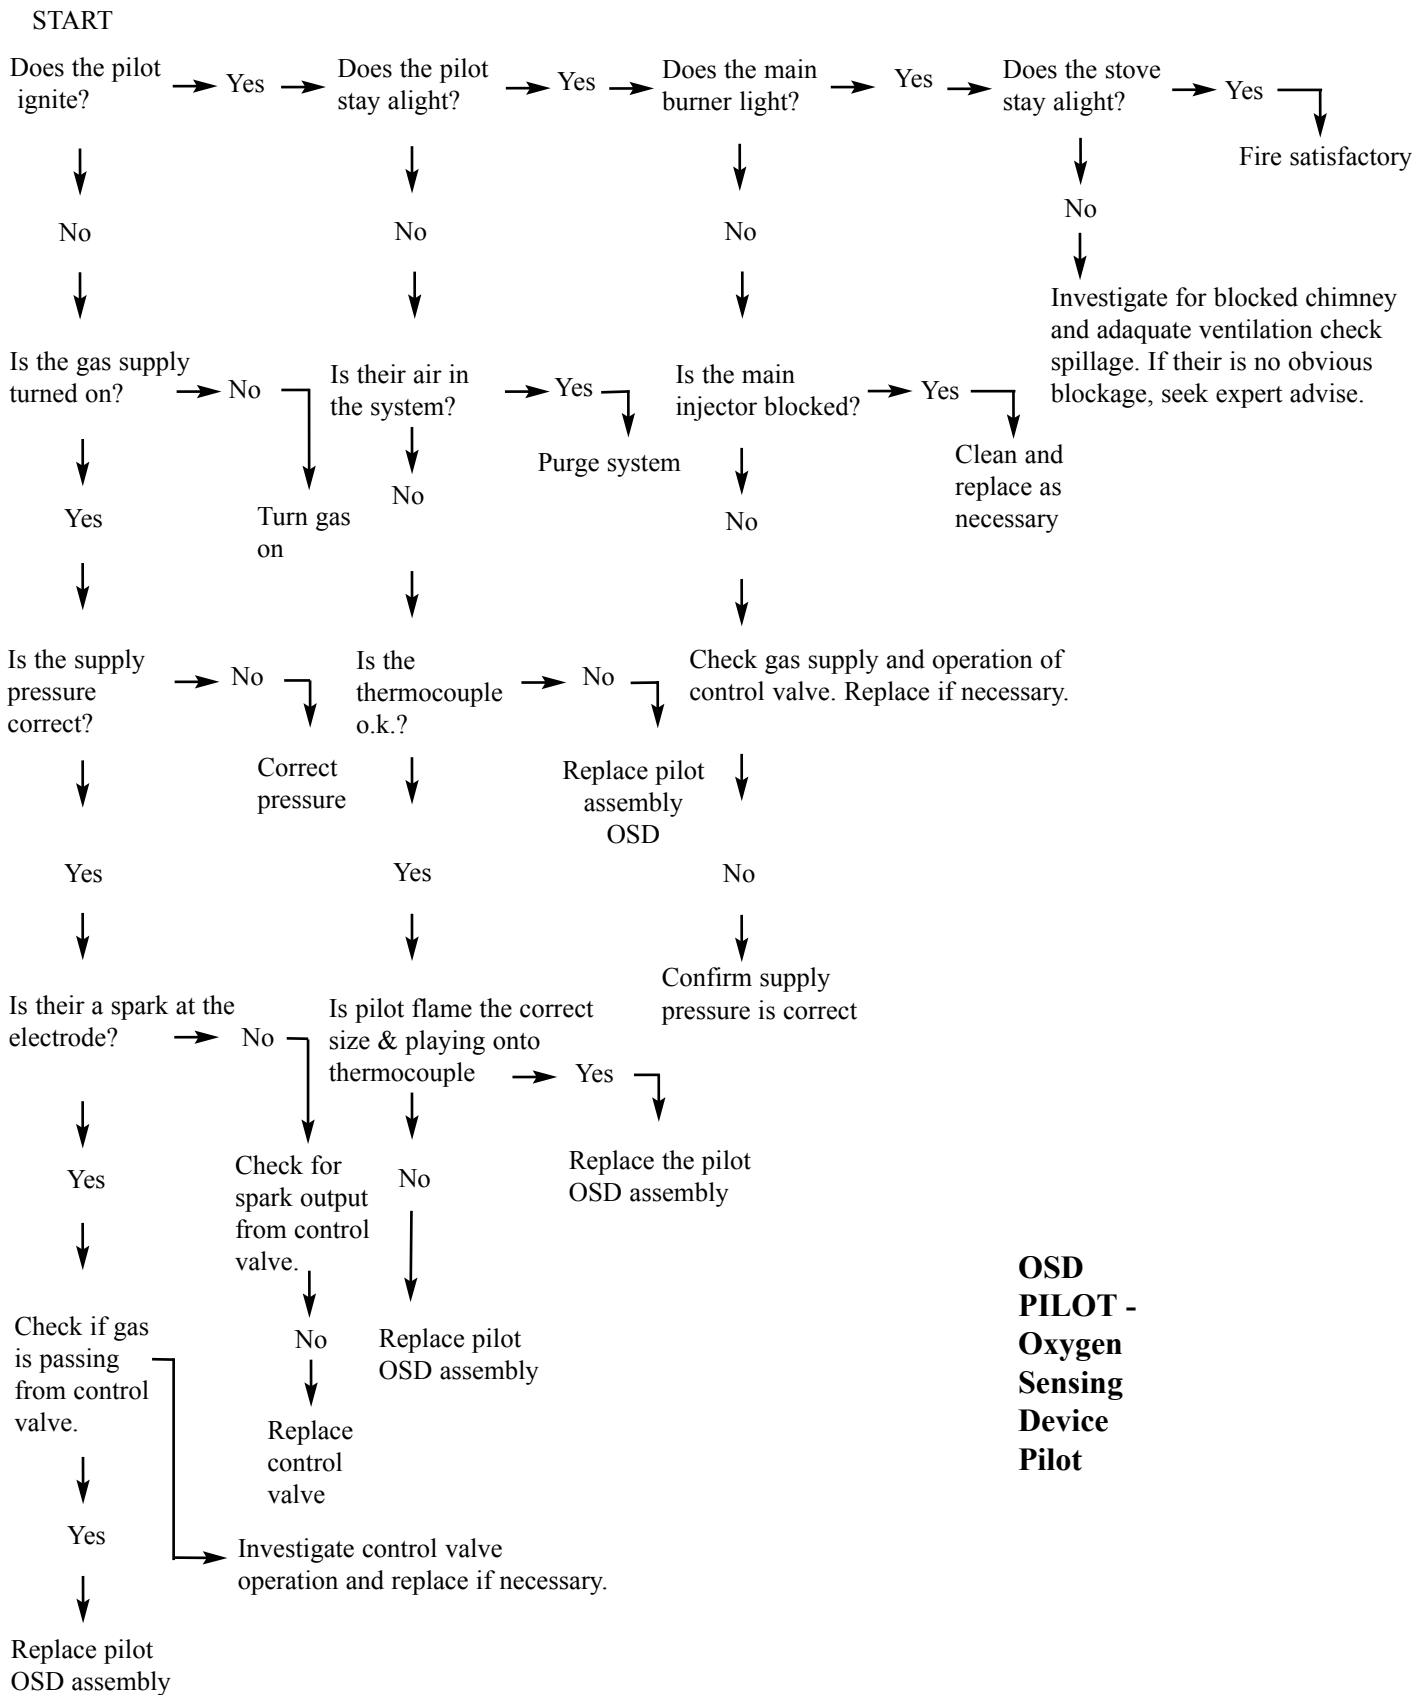 START
Does the pilot
ignite?
Yes
Does the pilot
stay alight?
Yes
Does the main
burner light?
Yes
Does the stove
stay alight?
Yes
Fire satisfactory
No
No
No
No
Investigate for blocked chimney
and adaquate ventilation check
spillage. If their is no obvious
blockage, seek expert advise.
Is the gas supply
turned on?
No
Turn gas
on
Is their air in
the system?
Yes
Purge system
Is the main
injector blocked?
Yes
Clean and
replace as
necessary
Yes
No
No
Is the supply
pressure
correct?
No
Correct
pressure
Is the
thermocouple
o.k.?
No
Replace pilot
assembly
OSD
Check gas supply and operation of
control valve. Replace if necessary.
Yes
Yes
No
Confirm supply
pressure is correct
Is their a spark at the
electrode?
No
Is pilot flame the correct
size & playing onto
thermocouple
Yes
Replace the pilot
OSD assembly
Yes
Check for
spark output
from control
valve.
No
Replace pilot
OSD assembly
No
Replace
control
valve
Check if gas
is passing
from control
valve.
Yes
Investigate control valve
operation and replace if necessary.
Replace pilot
OSD assembly
OSD
PILOT -
Oxygen
Sensing
Device
Pilot